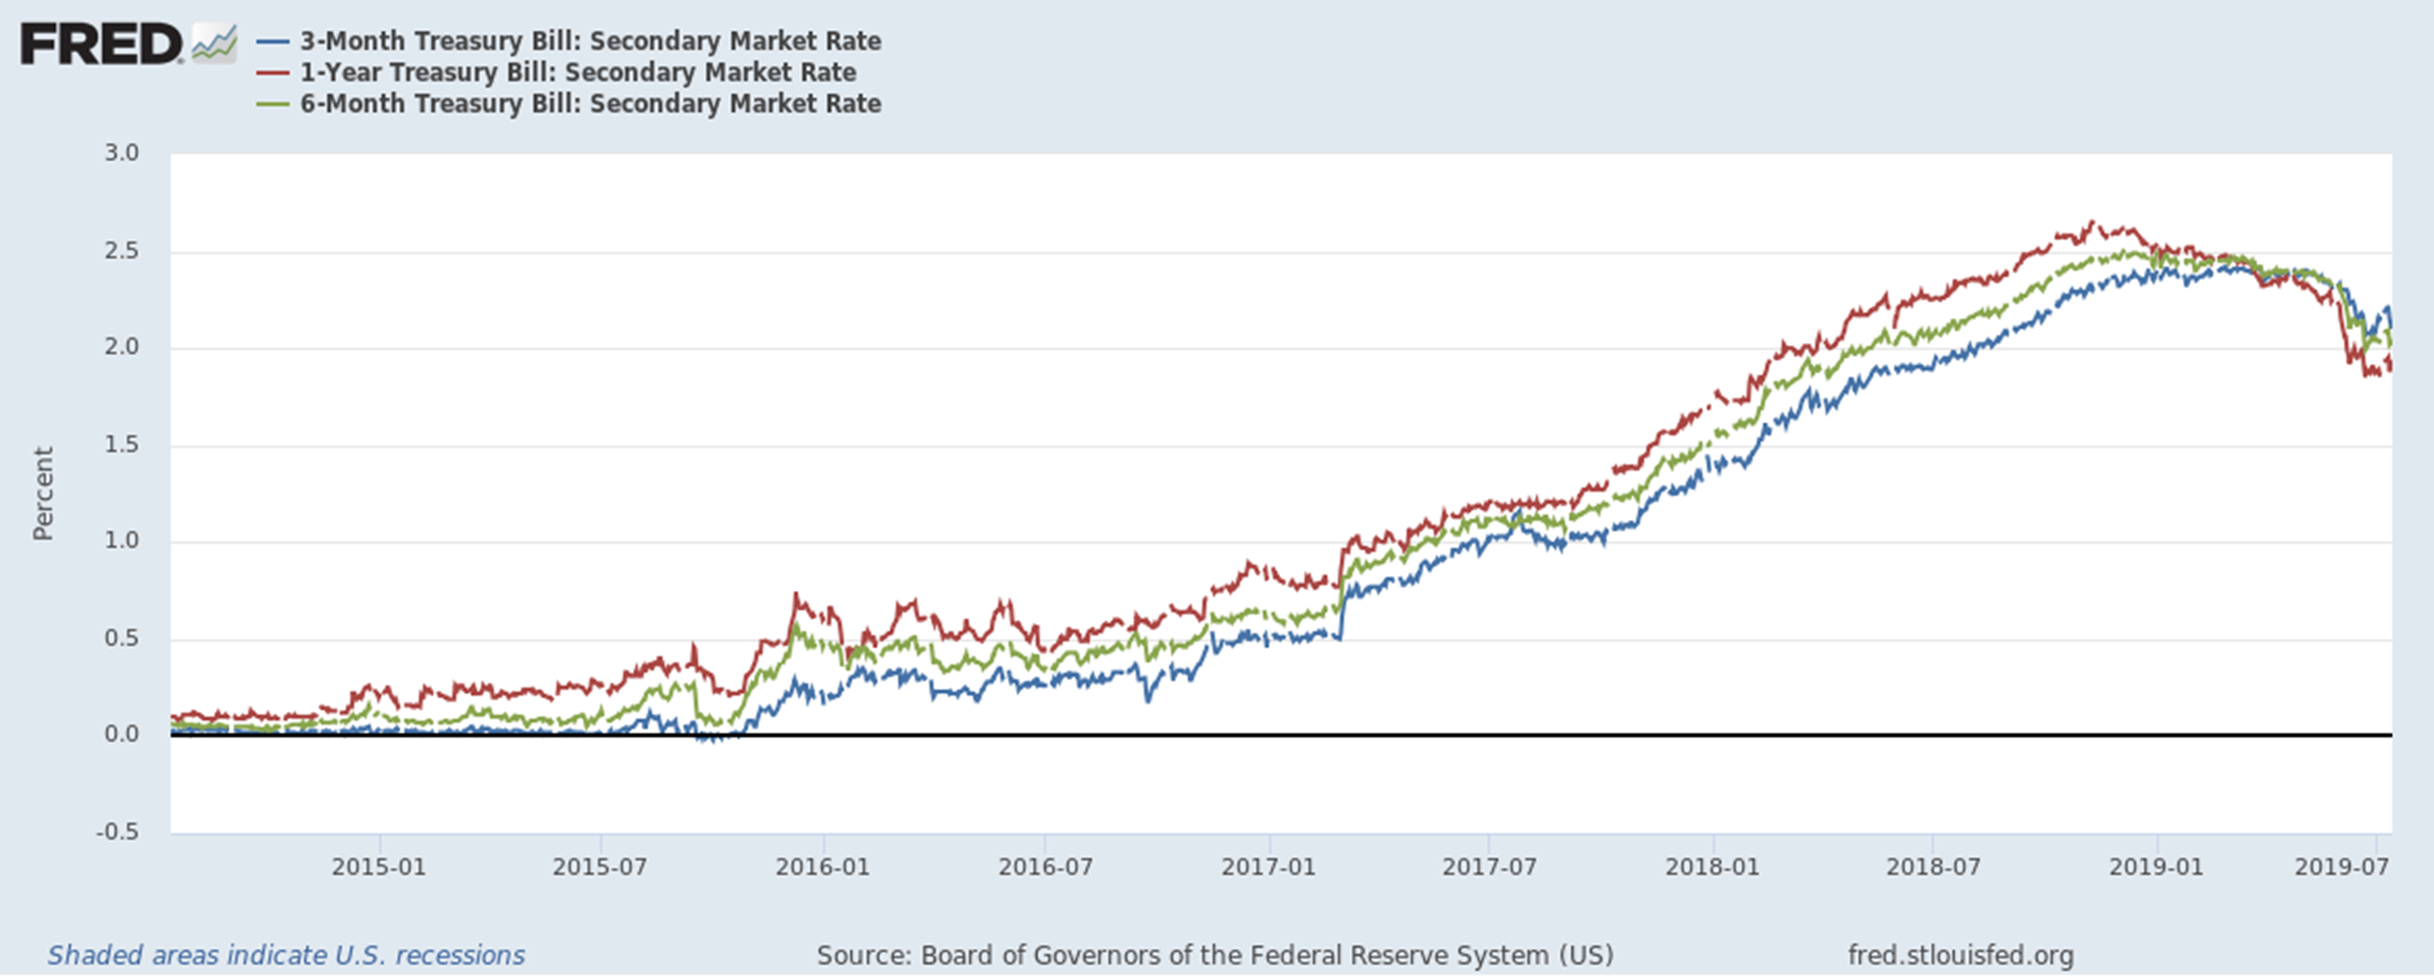 FRED
3-Month Treasury Bill: Secondary Market Rate
1-Year Treasury Bill: Secondary Market Rate
6-Month Treasury Bill: Secondary Market Rate
3.0
2.5
2.0
1.5
1.0
0.5
0.0
-0.5
Percent
2015-01 2015-07 2016-01 2016-07 2017-01 2017-07 2018-01 2018-07 2019-01 2019-07
Shaded areas indicate U.S. recessions Source: Board of Governors of the Federal Reserve System (US) fred.stlouisfed.org